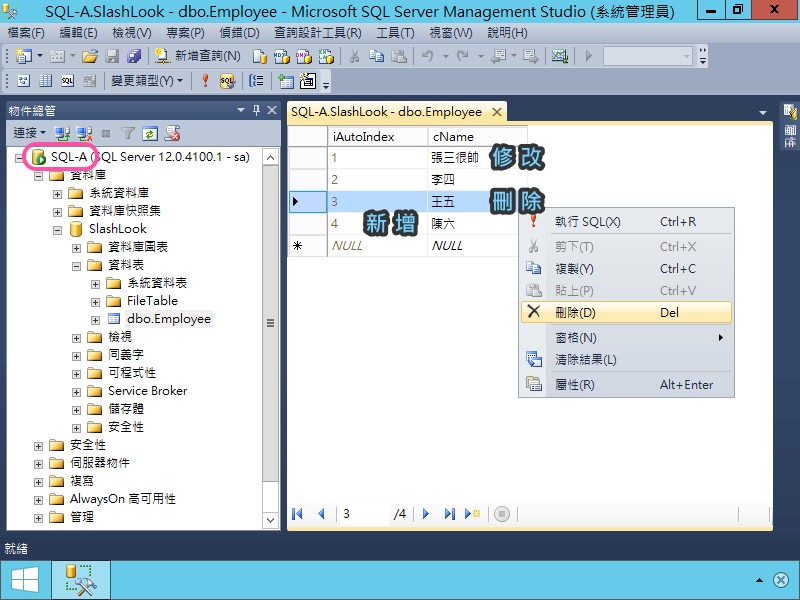 SQL-A.SlashLook - dbo.Employee - Microsoft SQL Server Management Studio (系統管理員)
檔案(F) 編輯(E) 檢視(V) 專案(P) 偵錯(D) 查詢設計工具(R) 工具(T) 視窗(W) 說明(H)
新增查詢(N)
變更類型(Y)
物件總管
連接
SQL-A (SQL Server 12.0.4100.1 - sa)
資料庫
系統資料庫
資料庫快照集
SlashLook
資料庫圖表
資料表
系統資料表
FileTable
dbo.Employee
檢視
同義字
可程式性
Service Broker
儲存體
安全性
安全性
伺服器物件
複寫
AlwaysOn 高可用性
管理
SQL-A.SlashLook - dbo.Employee
iAutoIndex cName
1 張三很帥 修改
2 李四
3 王五 刪除
4 陳六 新增
NULL NULL
執行 SQL(X) Ctrl+R
剪下(T) Ctrl+X
複製(Y) Ctrl+C
貼上(P) Ctrl+V
刪除(D) Del
窗格(N)
清除結果(L)
屬性(R) Alt+Enter
3 /4
屬性
就緒